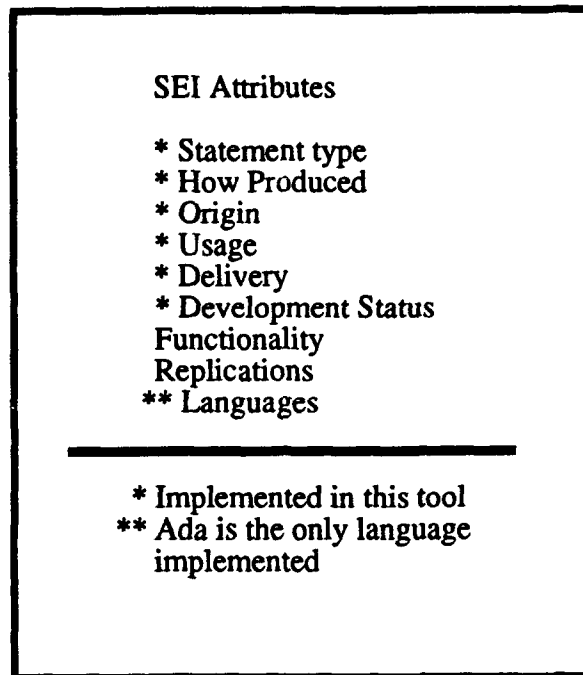 SEI Attributes
* Statement type
* How Produced
* Origin
* Usage
* Delivery
* Development Status
Functionality
Replications
** Languages
* Implemented in this tool
** Ada is the only language
implemented